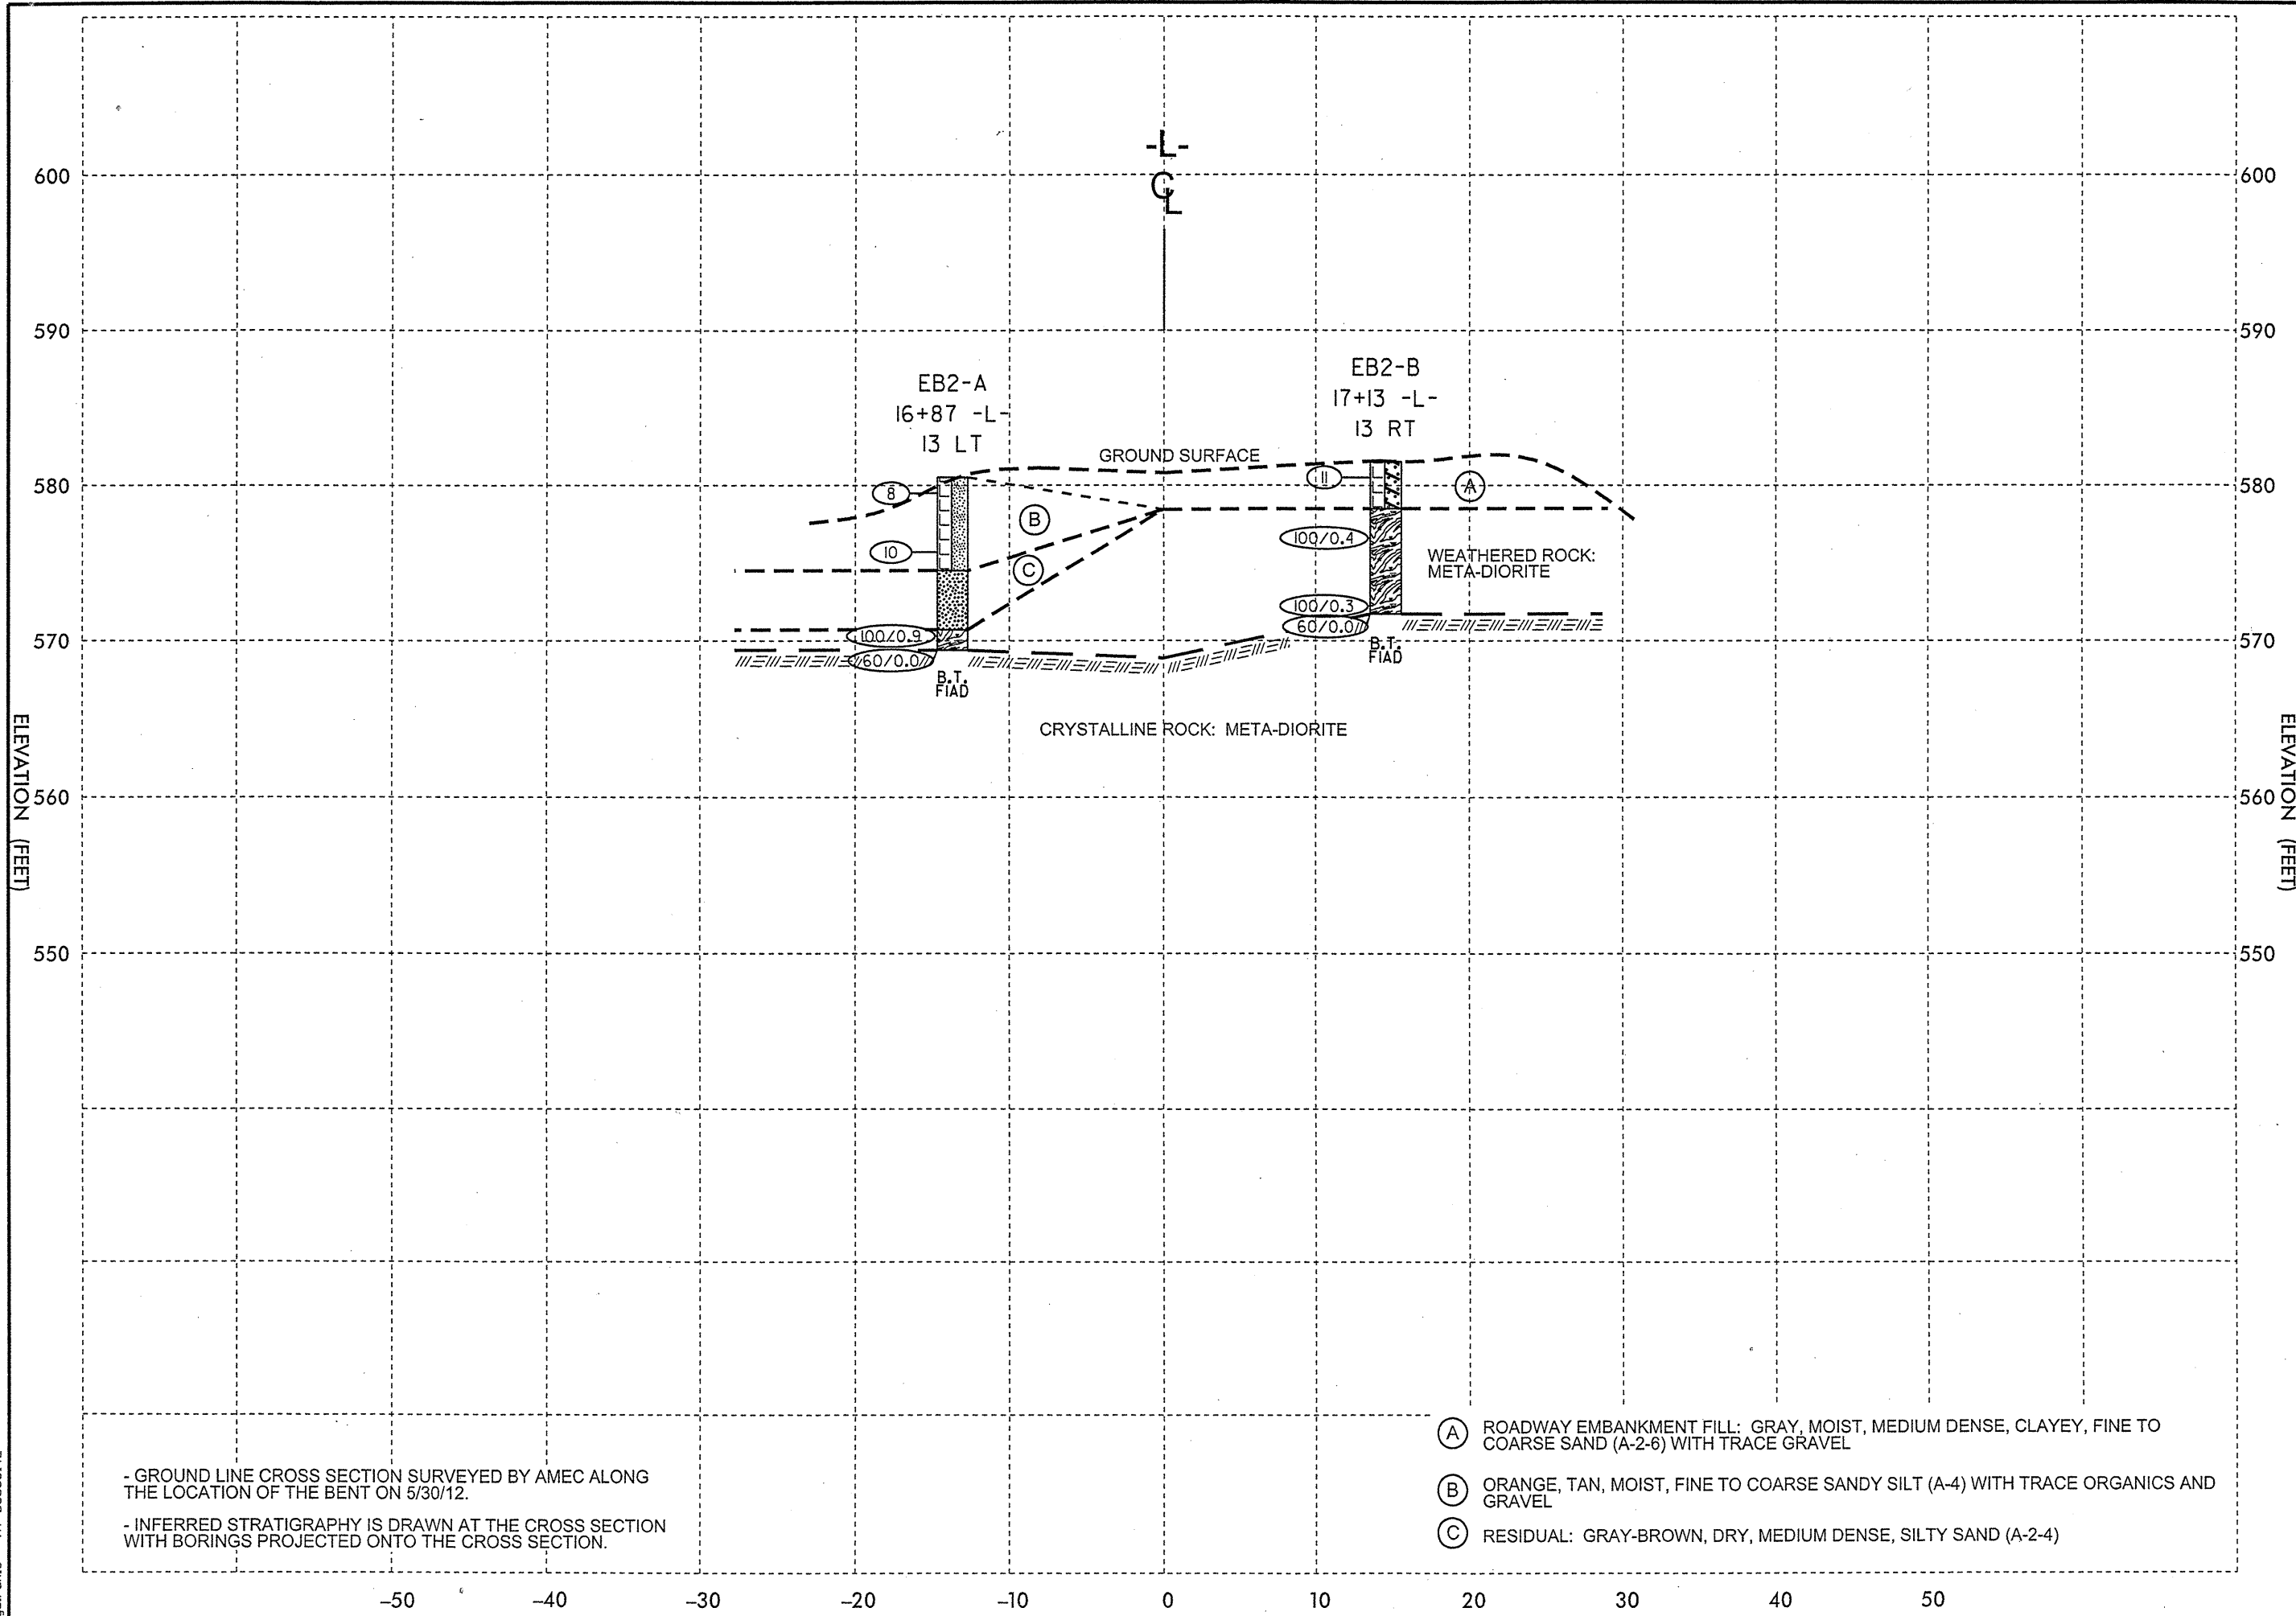 -L-
CL
600
600
590
590
EB2-A
16+87 -L-
13 LT
EB2-B
17+13 -L-
13 RT
GROUND SURFACE
580
8
11
A
580
B
10
100/0.4
WEATHERED ROCK:
META-DIORITE
C
100/0.3
570
100/0.9
60/0.0
570
60/0.0
B.T.
FIAD
B.T.
FIAD
CRYSTALLINE ROCK: META-DIORITE
ELEVATION (FEET)
ELEVATION (FEET)
560
560
550
550
- GROUND LINE CROSS SECTION SURVEYED BY AMEC ALONG
THE LOCATION OF THE BENT ON 5/30/12.
- INFERRED STRATIGRAPHY IS DRAWN AT THE CROSS SECTION
WITH BORINGS PROJECTED ONTO THE CROSS SECTION.
A ROADWAY EMBANKMENT FILL: GRAY, MOIST, MEDIUM DENSE, CLAYEY, FINE TO
COARSE SAND (A-2-6) WITH TRACE GRAVEL
B ORANGE, TAN, MOIST, FINE TO COARSE SANDY SILT (A-4) WITH TRACE ORGANICS AND
GRAVEL
C RESIDUAL: GRAY-BROWN, DRY, MEDIUM DENSE, SILTY SAND (A-2-4)
-50 -40 -30 -20 -10 0 10 20 30 40 50